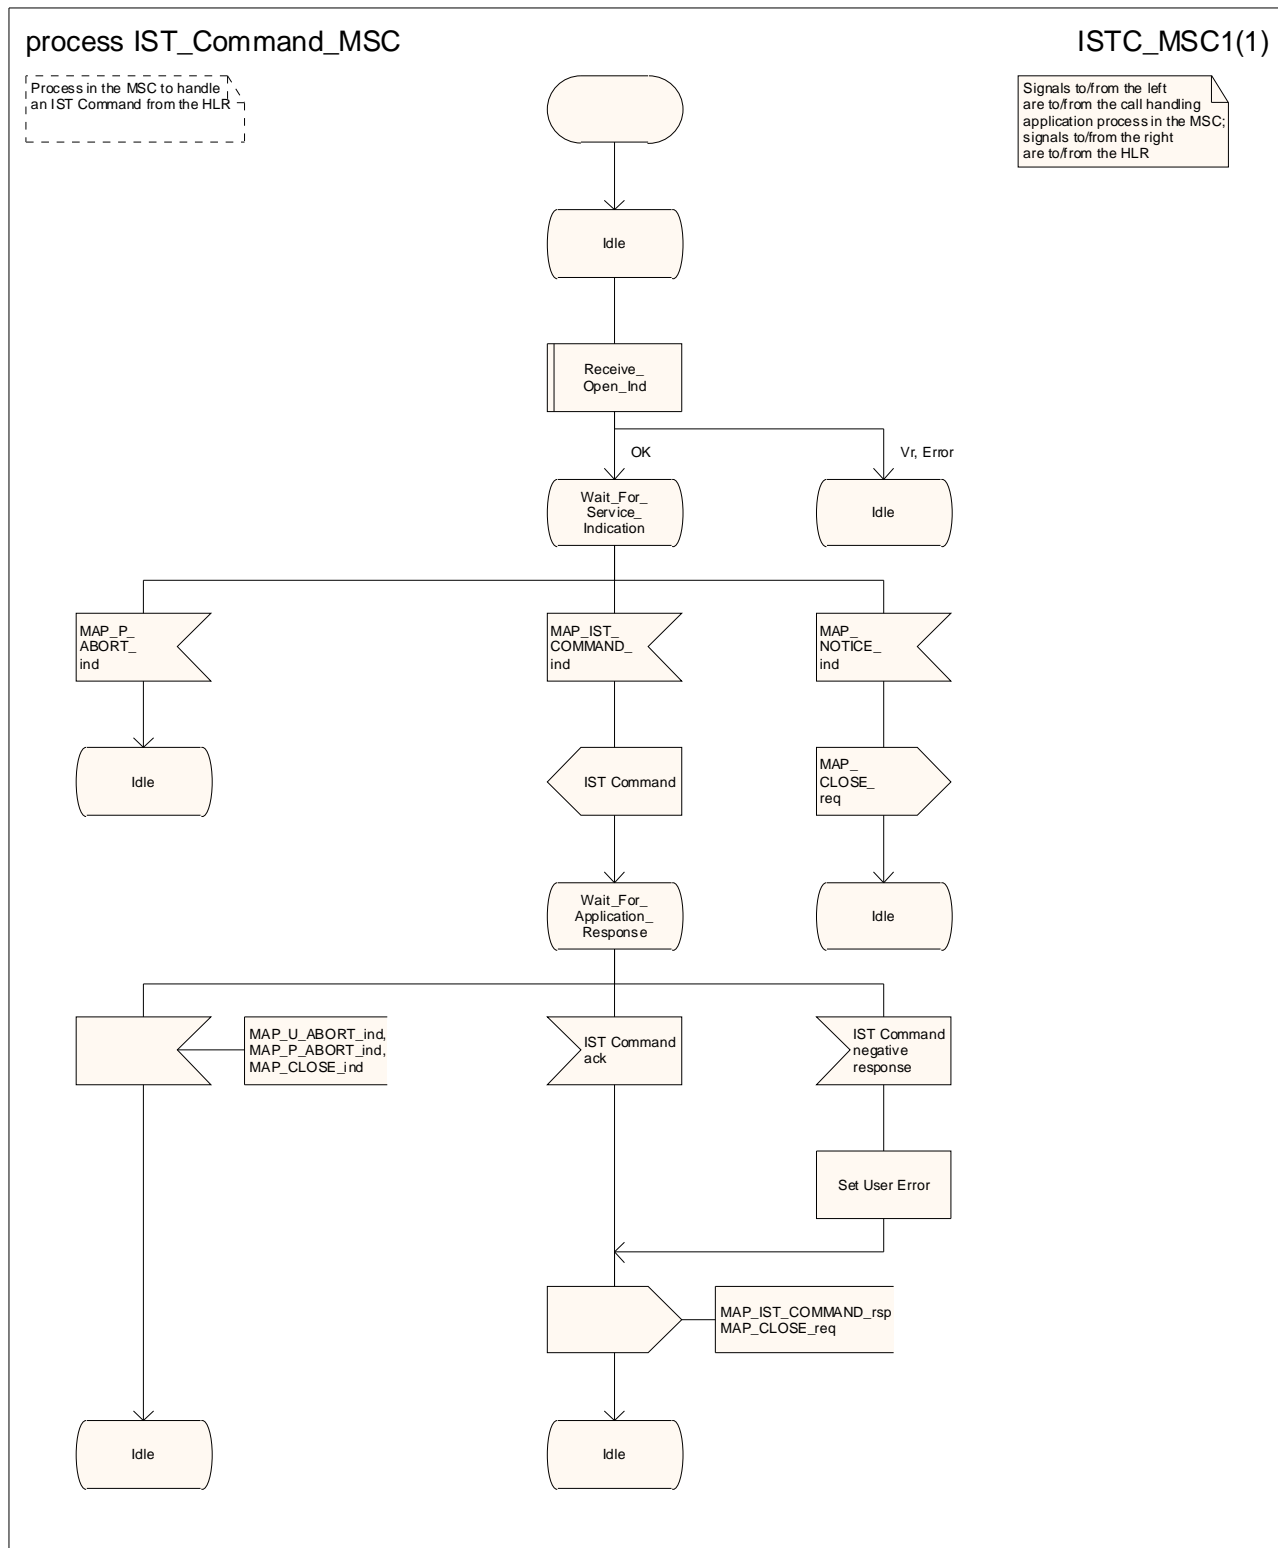 process IST_Command_MSC
ISTC_MSC1(1)
Process in the MSC to handle
an IST Command from the HLR
Signals to/from the left
are to/from the call handling
application process in the MSC;
signals to/from the right
are to/from the HLR
Idle
Receive_
Open_Ind
OK
Vr, Error
Wait_For_
Service_
Indication
Idle
MAP_P_
ABORT_
ind
MAP_IST_
COMMAND_
ind
MAP_
NOTICE_
ind
Idle
IST Command
MAP_
CLOSE_
req
Wait_For_
Application_
Response
Idle
MAP_U_ABORT_ind,
MAP_P_ABORT_ind,
MAP_CLOSE_ind
IST Command
ack
IST Command
negative
response
Set User Error
MAP_IST_COMMAND_rsp
MAP_CLOSE_req
Idle
Idle